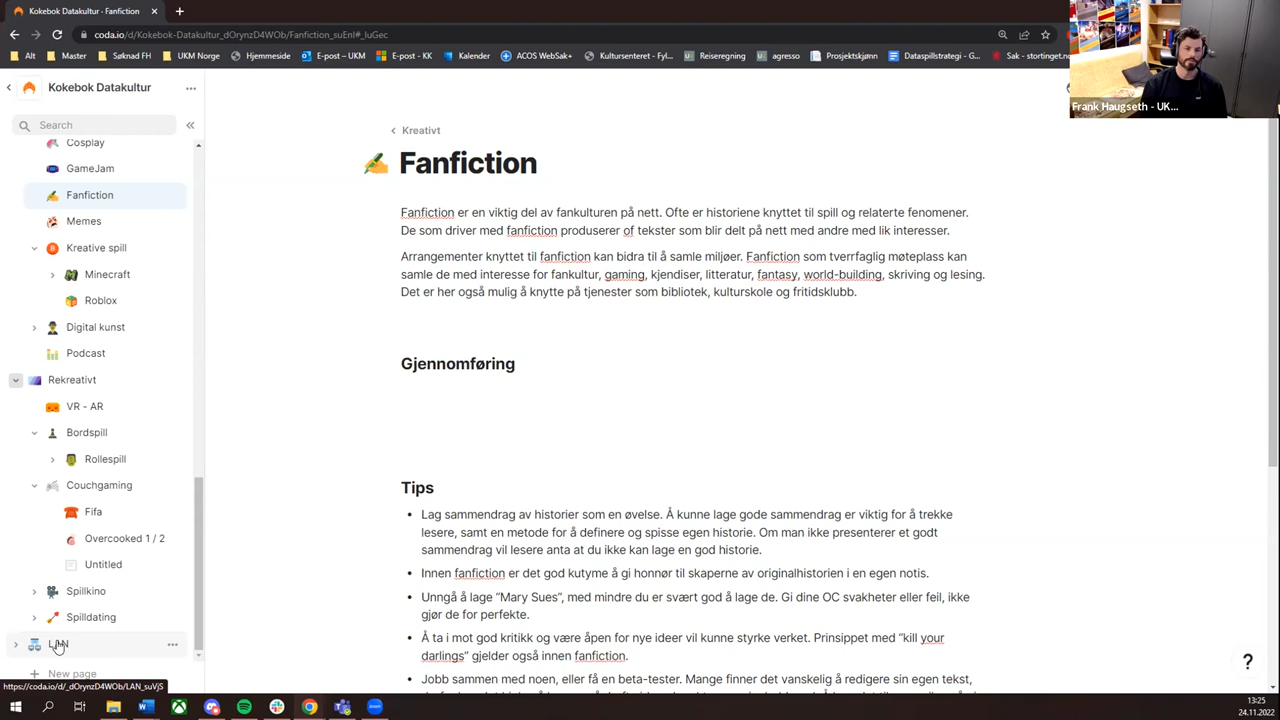 Kokebok Datakultur - Fanfiction
coda.io/d/Kokebok-Datakultur_dOrynzD4WOb/Fanfiction_suEnI#_luGec
Alt
Master
Søknad FH
UKM Norge
Hjemmeside
E-post – UKM
E-post - KK
Kalender
ACOS WebSak+
Kultursenteret - Fyl...
Reiseregning
agresso
Prosjektskjønn
Dataspillstrategi - G...
Sak - stortinget.no
Frank Haugseth - UK...
Kokebok Datakultur
Search
Cosplay
GameJam
Fanfiction
Memes
Kreative spill
Minecraft
Roblox
Digital kunst
Podcast
Rekreativt
VR - AR
Bordspill
Rollespill
Couchgaming
Fifa
Overcooked 1 / 2
Untitled
Spillkino
Spilldating
LAN
New page
https://coda.io/d/_dOrynzD4WOb/LAN_suVjS
Kreativt
Fanfiction
Fanfiction er en viktig del av fankulturen på nett. Ofte er historiene knyttet til spill og relaterte fenomener.
De som driver med fanfiction produserer of tekster som blir delt på nett med andre med lik interesser.
Arrangementer knyttet til fanfiction kan bidra til å samle miljøer. Fanfiction som tverrfaglig møteplass kan
samle de med interesse for fankultur, gaming, kjendiser, litteratur, fantasy, world-building, skriving og lesing.
Det er her også mulig å knytte på tjenester som bibliotek, kulturskole og fritidsklubb.
Gjennomføring
Tips
• Lag sammendrag av historier som en øvelse. Å kunne lage gode sammendrag er viktig for å trekke
lesere, samt en metode for å definere og spisse egen historie. Om man ikke presenterer et godt
sammendrag vil lesere anta at du ikke kan lage en god historie.
• Innen fanfiction er det god kutyme å gi honnør til skaperne av originalhistorien i en egen notis.
• Unngå å lage “Mary Sues”, med mindre du er svært god å lage de. Gi dine OC svakheter eller feil, ikke
gjør de for perfekte.
• Å ta i mot god kritikk og være åpen for nye ideer vil kunne styrke verket. Prinsippet med “kill your
darlings” gjelder også innen fanfiction.
• Jobb sammen med noen, eller få en beta-tester. Mange finner det vanskelig å redigere sin egen tekst,
13:25
24.11.2022